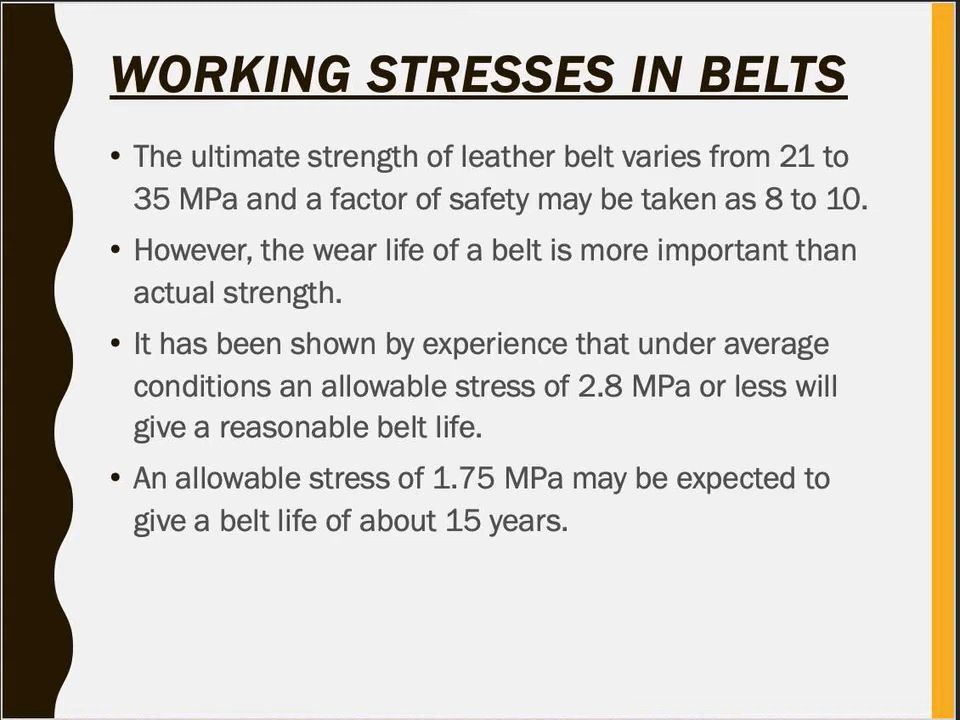 WORKING STRESSES IN BELTS
• The ultimate strength of leather belt varies from 21 to
35 MPa and a factor of safety may be taken as 8 to 10.
• However, the wear life of a belt is more important than
actual strength.
• It has been shown by experience that under average
conditions an allowable stress of 2.8 MPa or less will
give a reasonable belt life.
• An allowable stress of 1.75 MPa may be expected to
give a belt life of about 15 years.